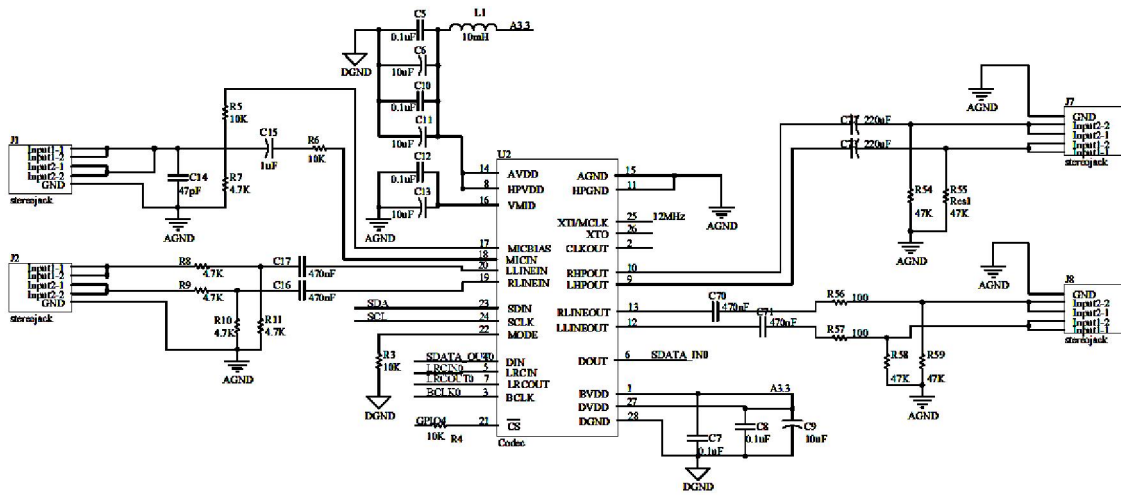 C5
0.1uF
L1
10mH
A3.3
DGND
C6
10uF
C10
0.1uF
C11
10uF
C12
0.1uF
C13
10uF
AGND
J1
Input1-1
Input1-2
Input2-1
Input2-2
GND
stereojack
C14
47pF
AGND
R5
10K
R7
4.7K
C15
1uF
R6
10K
J2
Input1-1
Input1-2
Input2-1
Input2-2
GND
stereojack
R8
4.7K
R9
4.7K
R10
4.7K
R11
4.7K
AGND
C17
470nF
C16
470nF
SDA
SCL
R3
10K
DGND
SDATA_OUT0
LRCIN0
LRCOUT0
BCLK0
GPIO4
10K R4
U2
14 AVDD
8 HPVDD
16 VMID
17 MICBIAS
18 MICIN
20 LLINEIN
19 RLINEIN
23 SDIN
24 SCLK
22 MODE
DIN
5 LRCIN
7 LRCOUT
3 BCLK
21 CS
AGND 15
HPGND 11
XTI/MCLK 25
XTO 26
CLKOUT 2
RHPOUT 10
LHPOUT 9
RLINEOUT 13
LLINEOUT 12
DOUT 6
BVDD 1
DVDD 27
DGND 28
Codec
AGND
12MHz
SDATA_IN0
A3.3
C7
0.1uF
C8
0.1uF
C9
10uF
DGND
220uF
220uF
AGND
J7
GND
Input2-2
Input2-1
Input1-2
Input1-1
stereojack
R54
47K
R55
47K
AGND
C70
470nF
C71
470nF
R56
100
R57
100
R58
47K
R59
47K
AGND
AGND
J8
GND
Input2-2
Input2-1
Input1-2
Input1-1
stereojack